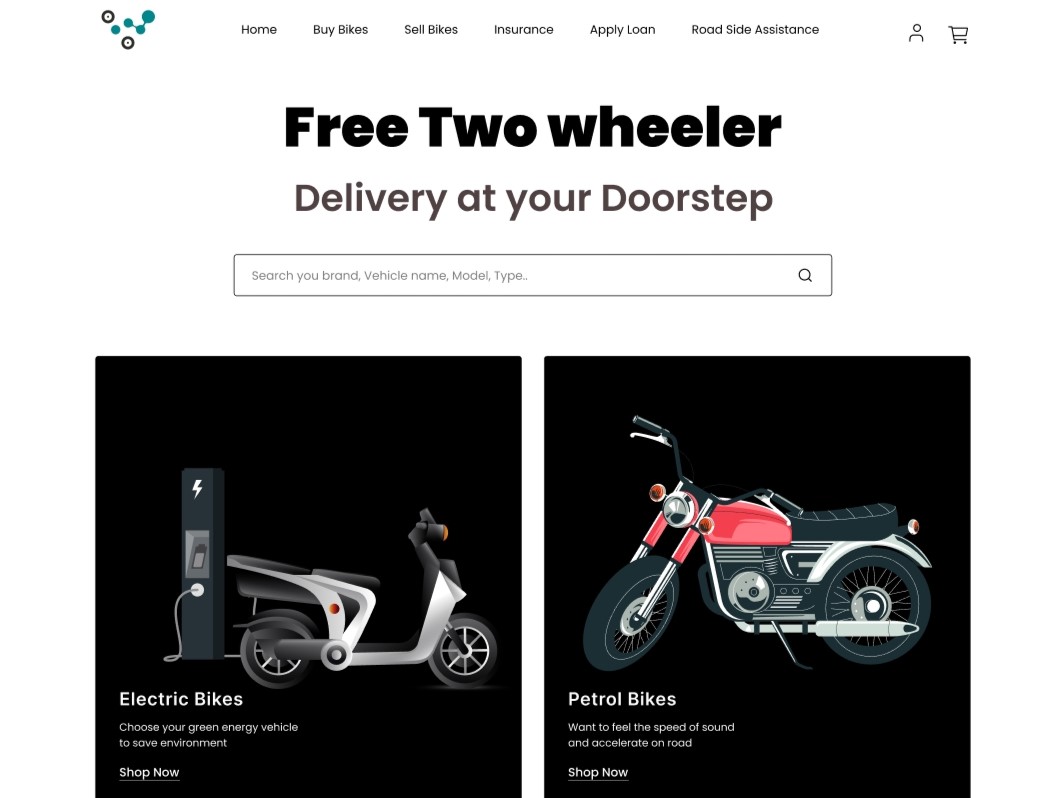 Home Buy Bikes Sell Bikes Insurance Apply Loan Road Side Assistance
Free Two wheeler
Delivery at your Doorstep
Search you brand, Vehicle name, Model, Type..
Electric Bikes
Choose your green energy vehicle
to save environment
Shop Now
Petrol Bikes
Want to feel the speed of sound
and accelerate on road
Shop Now